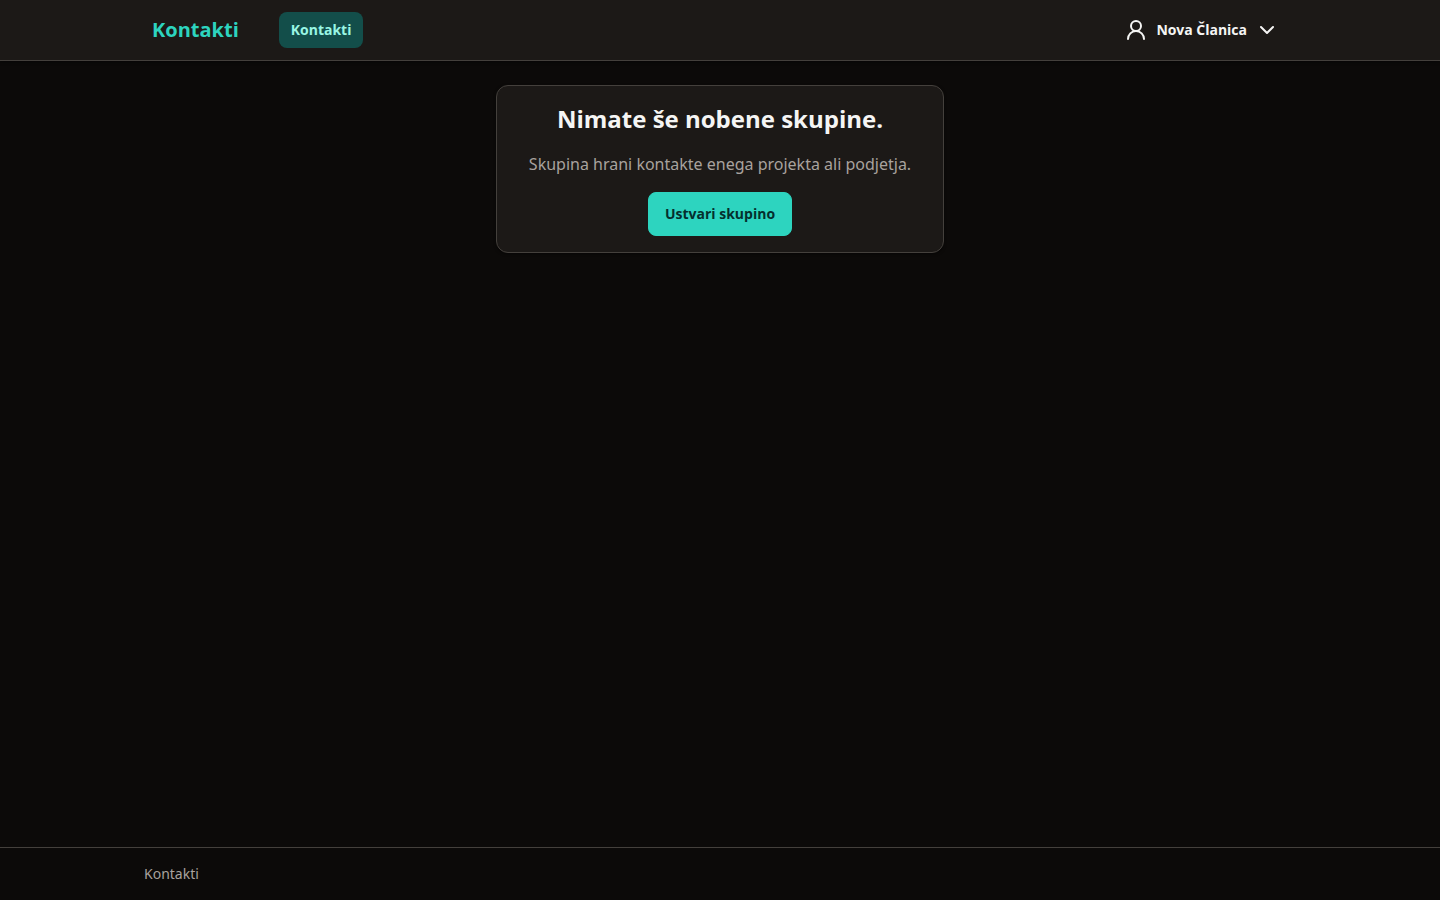 Kontakti
Kontakti
Nova Članica
Nimate še nobene skupine.
Skupina hrani kontakte enega projekta ali podjetja.
Ustvari skupino
Kontakti